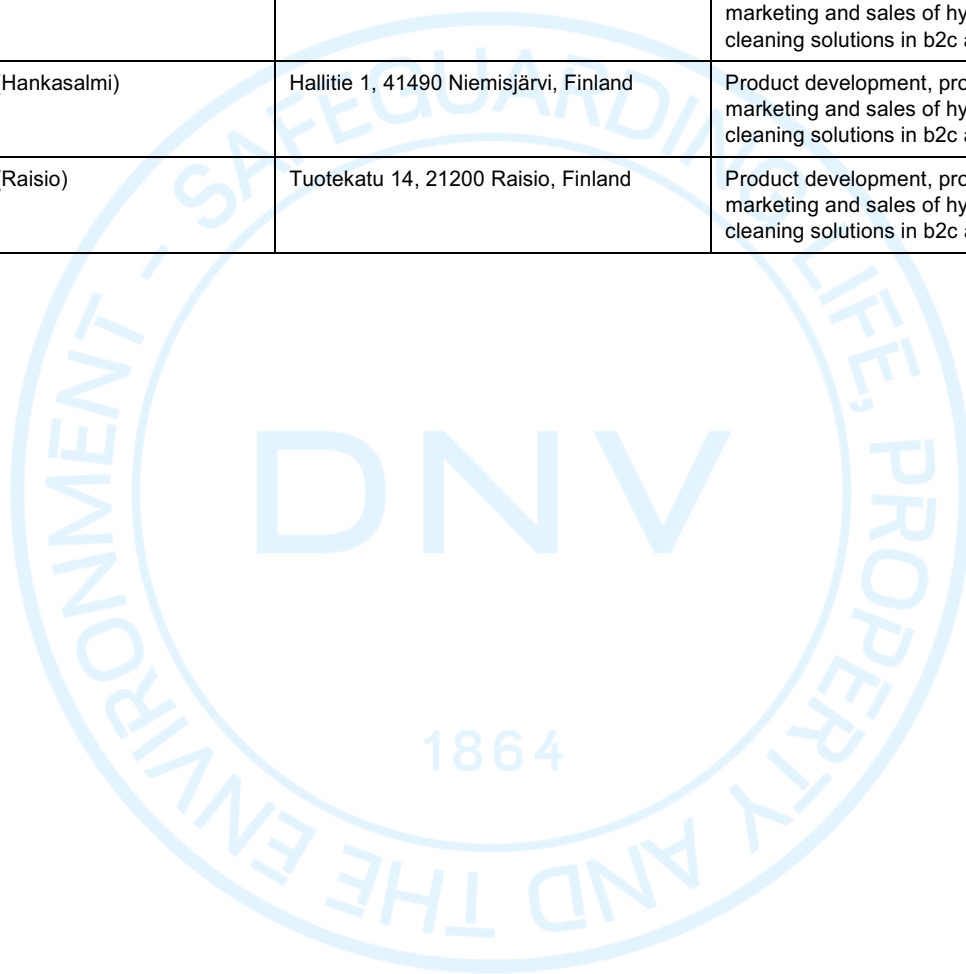 marketing and sales of hy
cleaning solutions in b2c a
(Hankasalmi)
Hallitie 1, 41490 Niemisjärvi, Finland
Product development, pro
marketing and sales of hy
cleaning solutions in b2c a
(Raisio)
Tuotekatu 14, 21200 Raisio, Finland
Product development, pro
marketing and sales of hy
cleaning solutions in b2c a
SAFEGUARDING LIFE, PROPERTY AND THE ENVIRONMENT -
DNV
1864